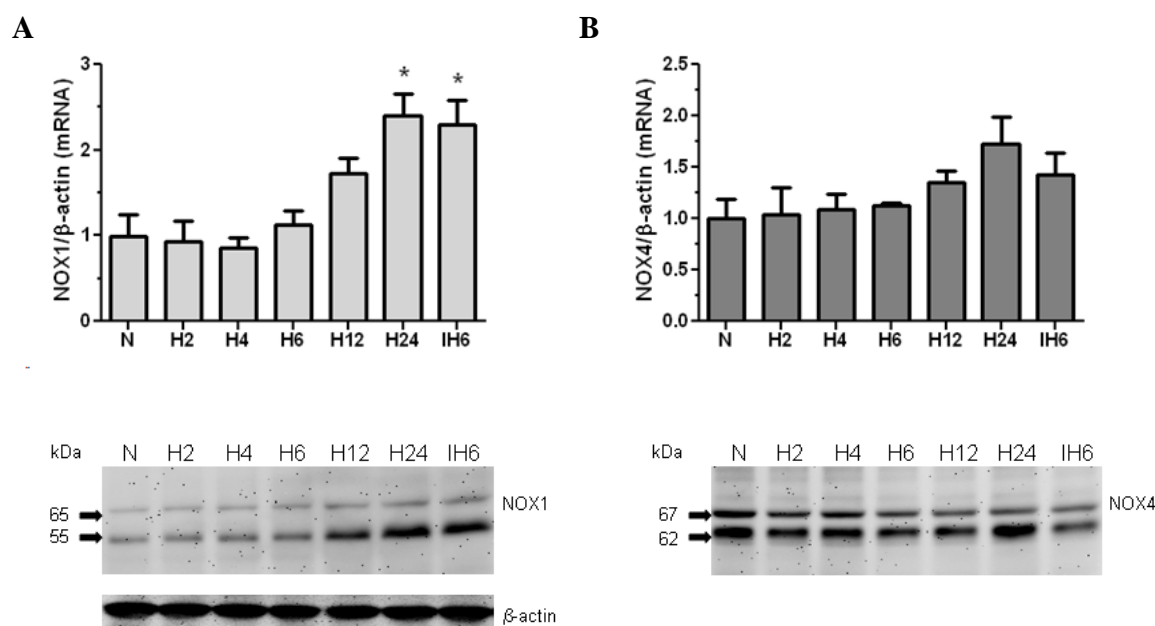 A
B
NOX1/β-actin (mRNA)
3
2
1
0
N H2 H4 H6 H12 H24 IH6
* *
NOX4/β-actin (mRNA)
2.5
2.0
1.5
1.0
0.5
0.0
N H2 H4 H6 H12 H24 IH6
kDa N H2 H4 H6 H12 H24 IH6
65
55
NOX1
β-actin
kDa N H2 H4 H6 H12 H24 IH6
67
62
NOX4